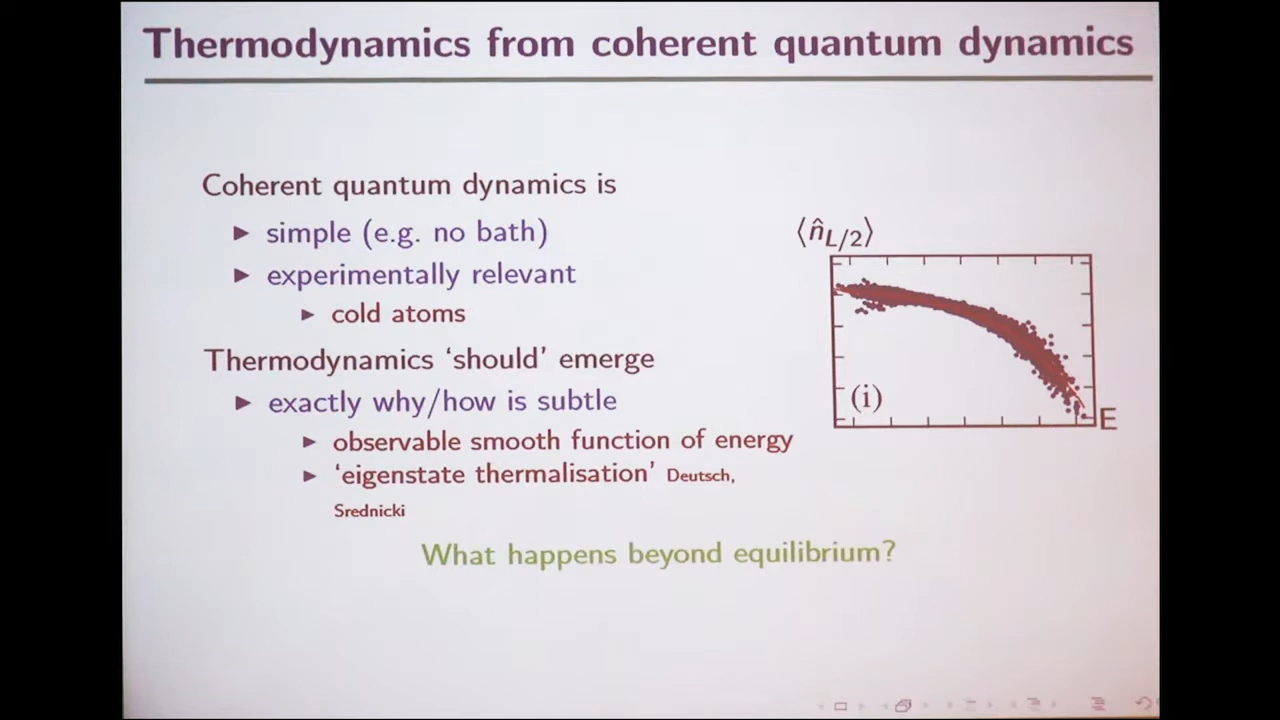 Thermodynamics from coherent quantum dynamics
Coherent quantum dynamics is
▶ simple (e.g. no bath)
▶ experimentally relevant
▶ cold atoms
Thermodynamics ‘should’ emerge
▶ exactly why/how is subtle
▶ observable smooth function of energy
▶ ‘eigenstate thermalisation’ Deutsch,
Srednicki
⟨n̂L/2⟩
(i)
E
What happens beyond equilibrium?